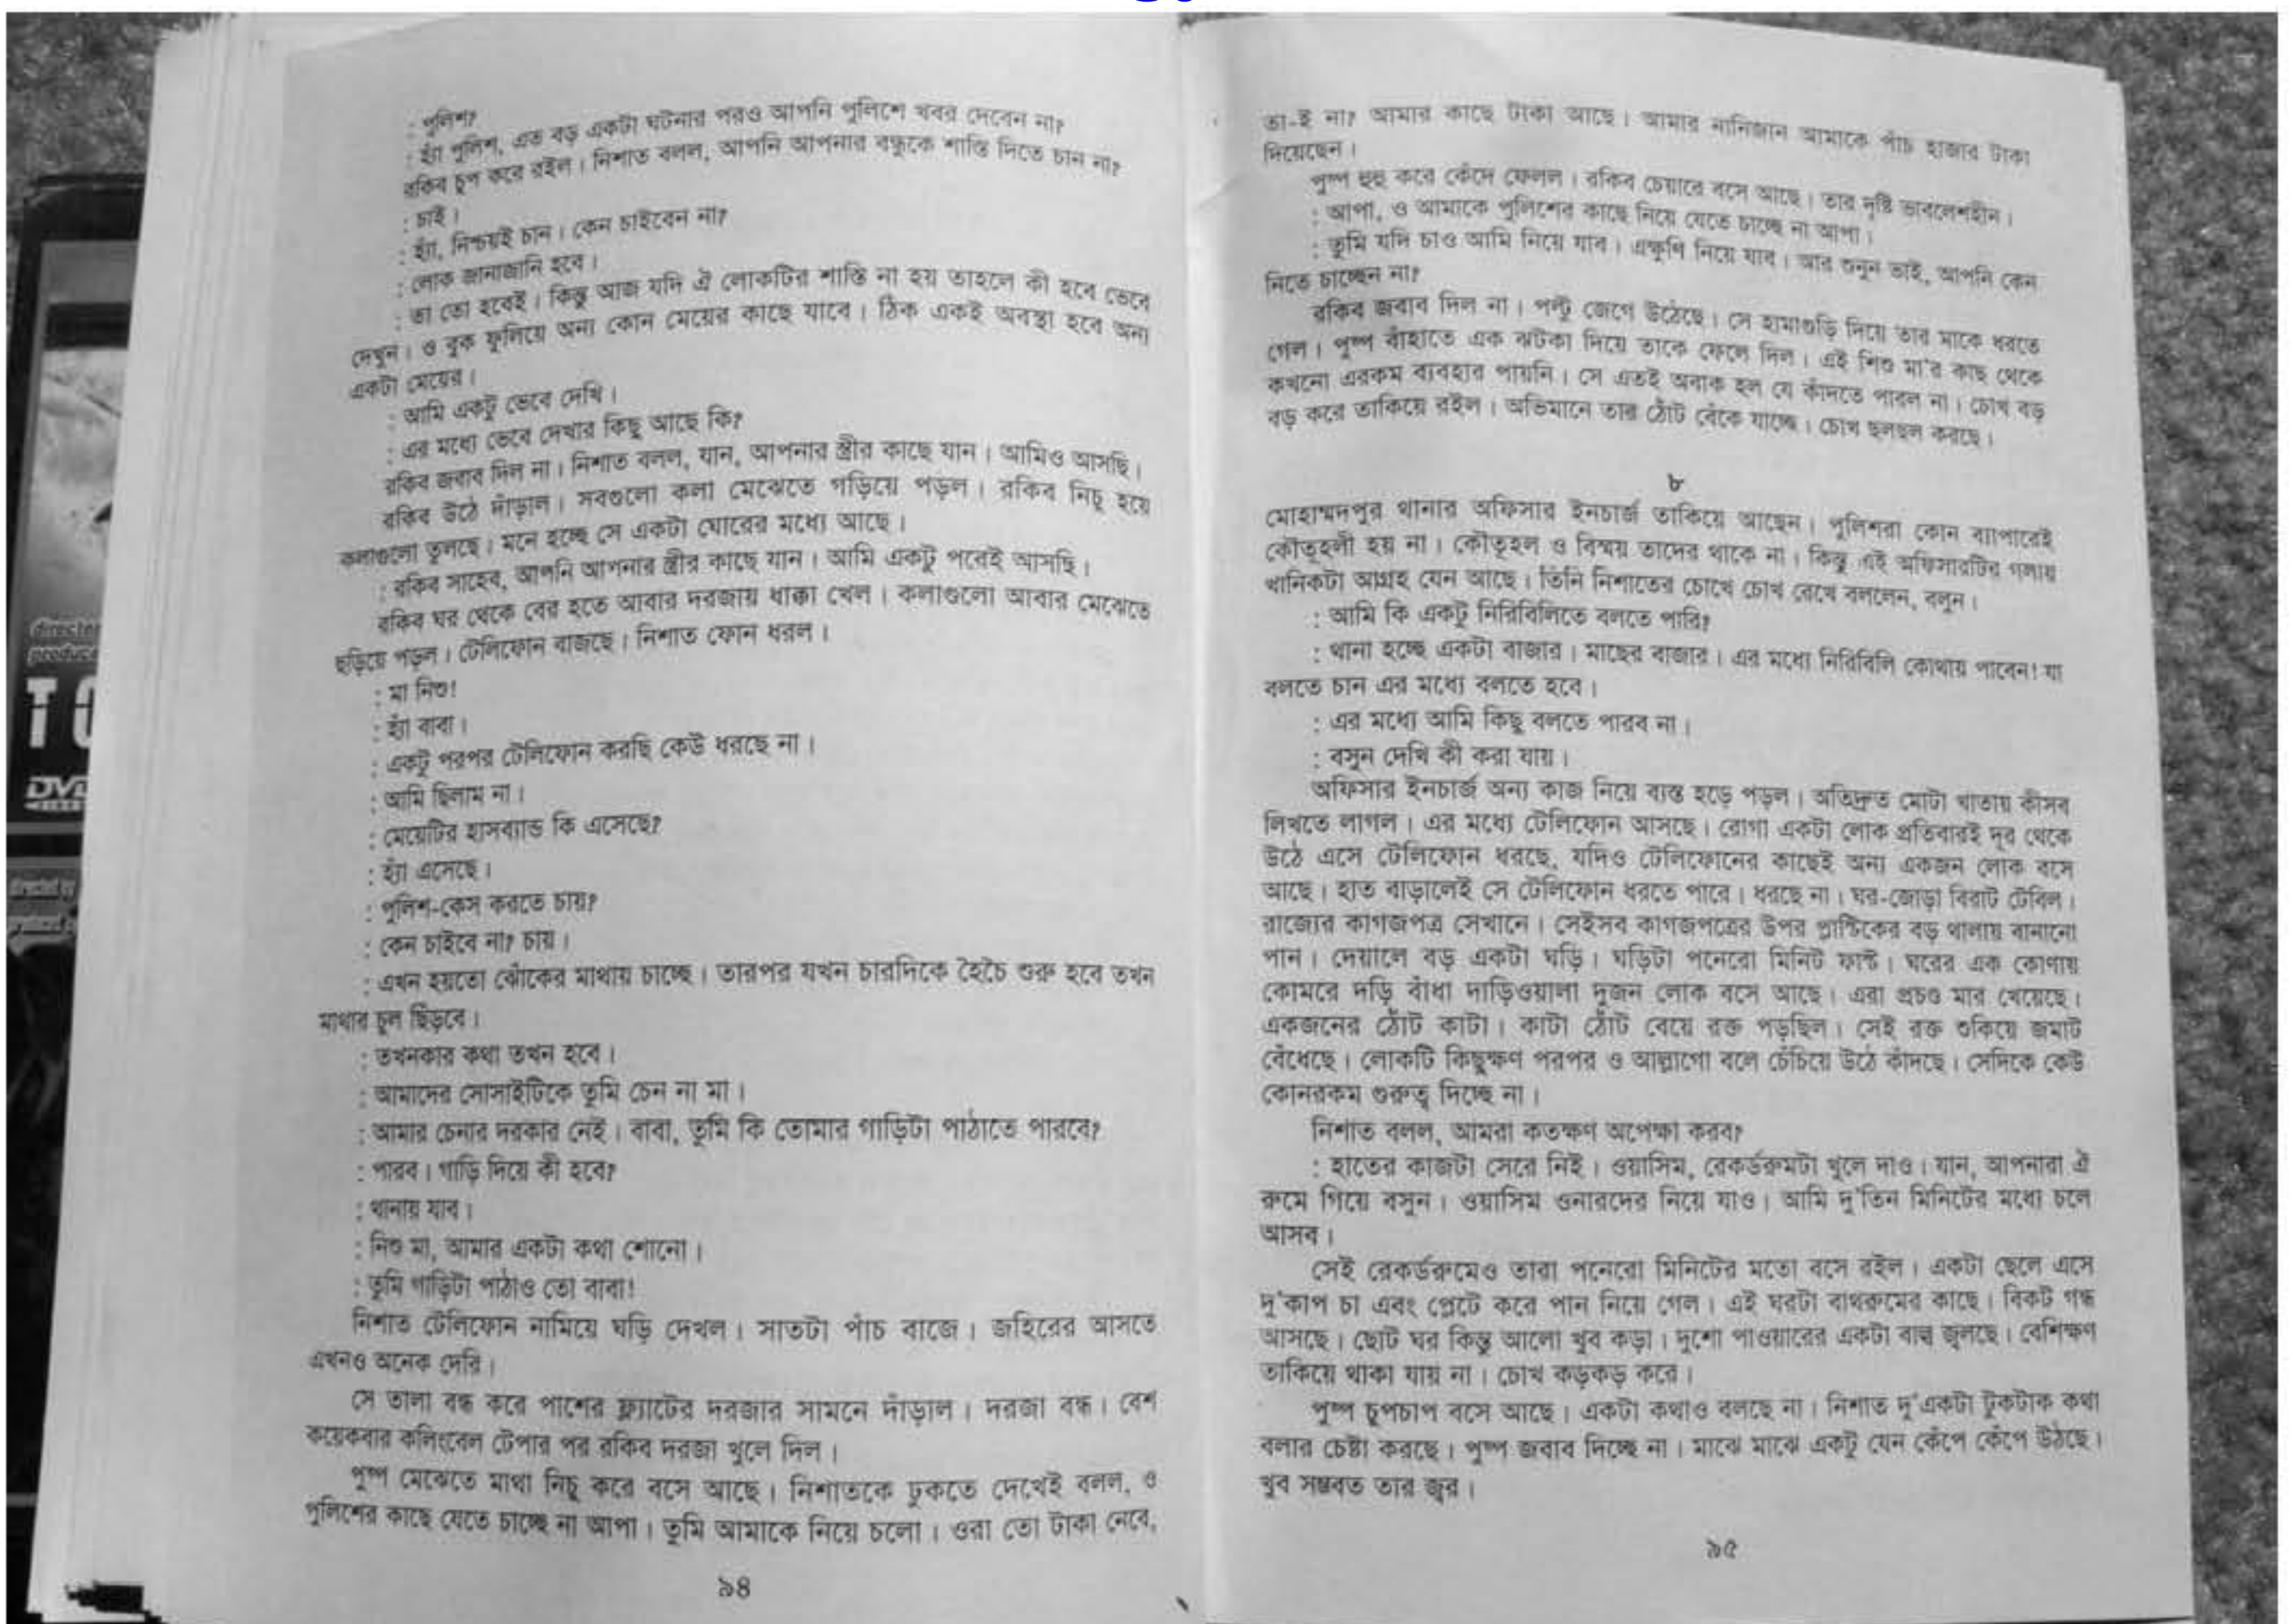 : পুলিশ?
: হ্যাঁ পুলিশ, এত বড় একটা ঘটনার পরও আপনি পুলিশে খবর দেবেন না?
রকিব চুপ করে রইল। নিশাত বলল, আপনি আপনার বন্ধুকে শাস্তি দিতে চান না?
: চাই।
: হ্যাঁ, নিশ্চয়ই চান। কেন চাইবেন না?
: লোক জানাজানি হবে।
: তা তো হবেই। কিন্তু আজ যদি ঐ লোকটির শাস্তি না হয় তাহলে কী হবে ভেবে
দেখুন। ও বুক ফুলিয়ে অন্য কোন মেয়ের কাছে যাবে। ঠিক একই অবস্থা হবে অন্য
একটা মেয়ের।
: আমি একটু ভেবে দেখি।
: এর মধ্যে ভেবে দেখার কিছু আছে কি?
রকিব জবাব দিল না। নিশাত বলল, যান, আপনার স্ত্রীর কাছে যান। আমিও আসছি।
রকিব উঠে দাঁড়াল। সবগুলো কলা মেঝেতে গড়িয়ে পড়ল। রকিব নিচু হয়ে
কলাগুলো তুলছে। মনে হচ্ছে সে একটা ঘোরের মধ্যে আছে।
: রকিব সাহেব, আপনি আপনার স্ত্রীর কাছে যান। আমি একটু পরেই আসছি।
রকিব ঘর থেকে বের হতে আবার দরজায় ধাক্কা খেল। কলাগুলো আবার মেঝেতে
ছড়িয়ে পড়ল। টেলিফোন বাজছে। নিশাত ফোন ধরল।
: মা নিশু!
: হ্যাঁ বাবা।
: একটু পরপর টেলিফোন করছি কেউ ধরছে না।
: আমি ছিলাম না।
: মেয়েটির হাসব্যান্ড কি এসেছে?
: হ্যাঁ এসেছে।
: পুলিশ-কেস করতে চায়?
: কেন চাইবে না? চায়।
: এখন হয়তো ঝোঁকের মাথায় চাচ্ছে। তারপর যখন চারদিকে হৈচৈ শুরু হবে তখন
মাথার চুল ছিঁড়বে।
: তখনকার কথা তখন হবে।
: আমাদের সোসাইটিকে তুমি চেন না মা।
: আমার চেনার দরকার নেই। বাবা, তুমি কি তোমার গাড়িটা পাঠাতে পারবে?
: পারব। গাড়ি দিয়ে কী হবে?
: থানায় যাব।
: নিশু মা, আমার একটা কথা শোনো।
: তুমি গাড়িটা পাঠাও তো বাবা!
নিশাত টেলিফোন নামিয়ে ঘড়ি দেখল। সাতটা পাঁচ বাজে। জহিরের আসতে
এখনও অনেক দেরি।
সে তালা বন্ধ করে পাশের ফ্ল্যাটের দরজার সামনে দাঁড়াল। দরজা বন্ধ। বেশ
কয়েকবার কলিংবেল টেপার পর রকিব দরজা খুলে দিল।
পুষ্প মেঝেতে মাথা নিচু করে বসে আছে। নিশাতকে ঢুকতে দেখেই বলল, ও
পুলিশের কাছে যেতে চাচ্ছে না আপা। তুমি আমাকে নিয়ে চলো। ওরা তো টাকা নেবে,
৯৪
তা-ই না? আমার কাছে টাকা আছে। আমার নানিজান আমাকে পাঁচ হাজার টাকা
দিয়েছেন।
পুষ্প হুহু করে কেঁদে ফেলল। রকিব চেয়ারে বসে আছে। তার দৃষ্টি ভাবলেশহীন।
: আপা, ও আমাকে পুলিশের কাছে নিয়ে যেতে চাচ্ছে না আপা।
: তুমি যদি চাও আমি নিয়ে যাব। এক্ষুণি নিয়ে যাব। আর শুনুন ভাই, আপনি কেন
নিতে চাচ্ছেন না?
রকিব জবাব দিল না। পল্টু জেগে উঠেছে। সে হামাগুড়ি দিয়ে তার মাকে ধরতে
গেল। পুষ্প বাঁহাতে এক ঝটকা দিয়ে তাকে ফেলে দিল। এই শিশু মা'র কাছ থেকে
কখনো এরকম ব্যবহার পায়নি। সে এতই অবাক হল যে কাঁদতে পারল না। চোখ বড়
বড় করে তাকিয়ে রইল। অভিমানে তার ঠোঁট বেঁকে যাচ্ছে। চোখ ছলছল করছে।
৮
মোহাম্মদপুর থানার অফিসার ইনচার্জ তাকিয়ে আছেন। পুলিশরা কোন ব্যাপারেই
কৌতূহলী হয় না। কৌতূহল ও বিস্ময় তাদের থাকে না। কিন্তু এই অফিসারটির গলায়
খানিকটা আগ্রহ যেন আছে। তিনি নিশাতের চোখে চোখ রেখে বললেন, বলুন।
: আমি কি একটু নিরিবিলিতে বলতে পারি?
: থানা হচ্ছে একটা বাজার। মাছের বাজার। এর মধ্যে নিরিবিলি কোথায় পাবেন! যা
বলতে চান এর মধ্যে বলতে হবে।
: এর মধ্যে আমি কিছু বলতে পারব না।
: বসুন দেখি কী করা যায়।
অফিসার ইনচার্জ অন্য কাজ নিয়ে ব্যস্ত হড়ে পড়ল। অতিদ্রুত মোটা খাতায় কীসব
লিখতে লাগল। এর মধ্যে টেলিফোন আসছে। রোগা একটা লোক প্রতিবারই দূর থেকে
উঠে এসে টেলিফোন ধরছে, যদিও টেলিফোনের কাছেই অন্য একজন লোক বসে
আছে। হাত বাড়ালেই সে টেলিফোন ধরতে পারে। ধরছে না। ঘর-জোড়া বিরাট টেবিল।
রাজ্যের কাগজপত্র সেখানে। সেইসব কাগজপত্রের উপর প্লাস্টিকের বড় থালায় বানানো
পান। দেয়ালে বড় একটা ঘড়ি। ঘড়িটা পনেরো মিনিট ফাস্ট। ঘরের এক কোণায়
কোমরে দড়ি বাঁধা দাড়িওয়ালা দুজন লোক বসে আছে। এরা প্রচণ্ড মার খেয়েছে।
একজনের ঠোঁট কাটা। কাটা ঠোঁট বেয়ে রক্ত পড়ছিল। সেই রক্ত শুকিয়ে জমাট
বেঁধেছে। লোকটি কিছুক্ষণ পরপর ও আল্লাগো বলে চেঁচিয়ে উঠে কাঁদছে। সেদিকে কেউ
কোনরকম গুরুত্ব দিচ্ছে না।
নিশাত বলল, আমরা কতক্ষণ অপেক্ষা করব?
: হাতের কাজটা সেরে নিই। ওয়াসিম, রেকর্ডরুমটা খুলে দাও। যান, আপনারা ঐ
রুমে গিয়ে বসুন। ওয়াসিম ওনারদের নিয়ে যাও। আমি দু'তিন মিনিটের মধ্যে চলে
আসব।
সেই রেকর্ডরুমেও তারা পনেরো মিনিটের মতো বসে রইল। একটা ছেলে এসে
দু'কাপ চা এবং প্লেটে করে পান নিয়ে গেল। এই ঘরটা বাথরুমের কাছে। বিকট গন্ধ
আসছে। ছোট ঘর কিন্তু আলো খুব কড়া। দুশো পাওয়ারের একটা বাল্ব জ্বলছে। বেশিক্ষণ
তাকিয়ে থাকা যায় না। চোখ কড়কড় করে।
পুষ্প চুপচাপ বসে আছে। একটা কথাও বলছে না। নিশাত দু'একটা টুকটাক কথা
বলার চেষ্টা করছে। পুষ্প জবাব দিচ্ছে না। মাঝে মাঝে একটু যেন কেঁপে কেঁপে উঠছে।
খুব সম্ভবত তার জ্বর।
৯৫